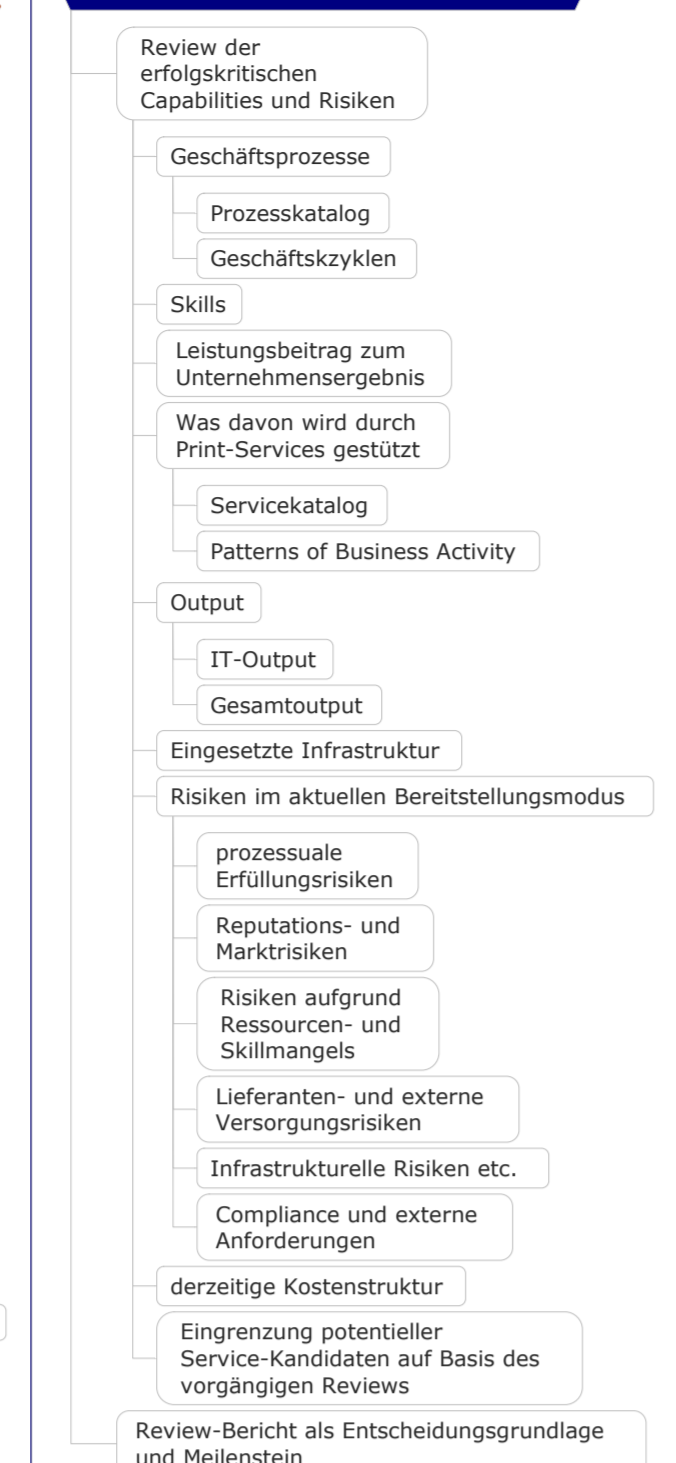 Review der
erfolgskritischen
Capabilities und Risiken
Geschäftsprozesse
Prozesskatalog
Geschäftskzyklen
Skills
Leistungsbeitrag zum
Unternehmensergebnis
Was davon wird durch
Print-Services gestützt
Servicekatalog
Patterns of Business Activity
Output
IT-Output
Gesamtoutput
Eingesetzte Infrastruktur
Risiken im aktuellen Bereitstellungsmodus
prozessuale
Erfüllungsrisiken
Reputations- und
Marktrisiken
Risiken aufgrund
Ressourcen- und
Skillmangels
Lieferanten- und externe
Versorgungsrisiken
Infrastrukturelle Risiken etc.
Compliance und externe
Anforderungen
derzeitige Kostenstruktur
Eingrenzung potentieller
Service-Kandidaten auf Basis des
vorgängigen Reviews
Review-Bericht als Entscheidungsgrundlage
und Meilenstein